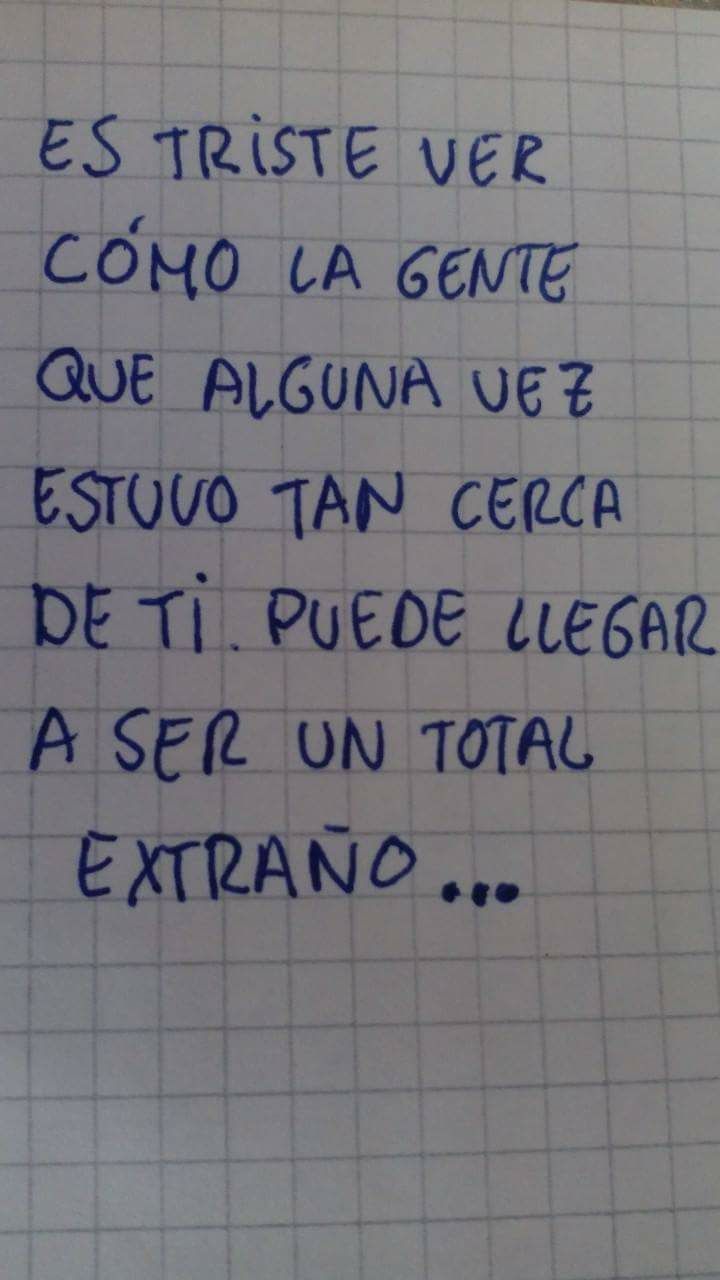 ES TRISTE VER
CÓMO LA GENTE
QUE ALGUNA VEZ
ESTUVO TAN CERCA
DE TI. PUEDE LLEGAR
A SER UN TOTAL
EXTRAÑO...